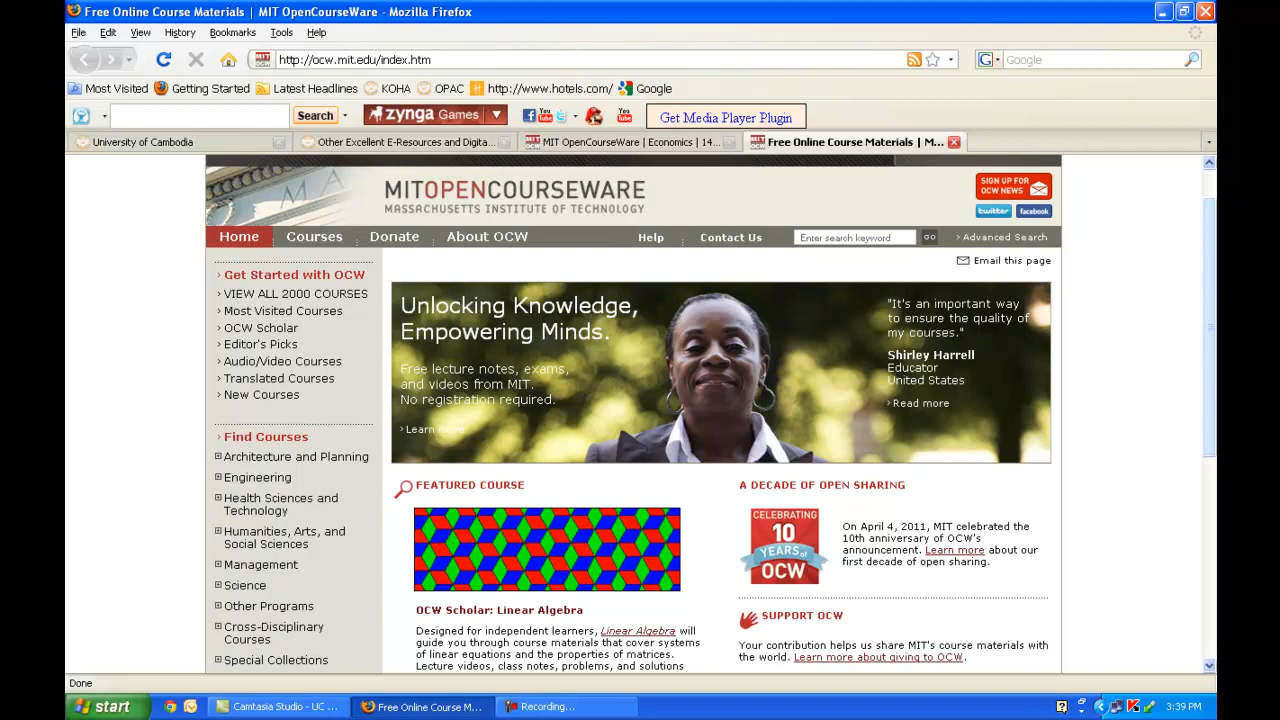 Free Online Course Materials | MIT OpenCourseWare - Mozilla Firefox
File Edit View History Bookmarks Tools Help
http://ocw.mit.edu/index.htm
Google
Most Visited Getting Started Latest Headlines KOHA OPAC http://www.hotels.com/ Google
Search zynga Games Get Media Player Plugin
University of Cambodia Other Excellent E-Resources and Digita... MIT OpenCourseWare | Economics | 14... Free Online Course Materials | M...
MITOPENCOURSEWARE
MASSACHUSETTS INSTITUTE OF TECHNOLOGY
SIGN UP FOR
OCW NEWS
twitter facebook
Home Courses Donate About OCW Help Contact Us Enter search keyword GO Advanced Search
Email this page
Get Started with OCW
VIEW ALL 2000 COURSES
Most Visited Courses
OCW Scholar
Editor's Picks
Audio/Video Courses
Translated Courses
New Courses
Find Courses
Architecture and Planning
Engineering
Health Sciences and
Technology
Humanities, Arts, and
Social Sciences
Management
Science
Other Programs
Cross-Disciplinary
Courses
Special Collections
Unlocking Knowledge,
Empowering Minds.
Free lecture notes, exams,
and videos from MIT.
No registration required.
Learn more
"It's an important way
to ensure the quality of
my courses."
Shirley Harrell
Educator
United States
Read more
FEATURED COURSE
OCW Scholar: Linear Algebra
Designed for independent learners, Linear Algebra will
guide you through course materials that cover systems
of linear equations and the properties of matrices.
Lecture videos, class notes, problems, and solutions
A DECADE OF OPEN SHARING
CELEBRATING
10
YEARS of
OCW
On April 4, 2011, MIT celebrated the
10th anniversary of OCW's
announcement. Learn more about our
first decade of open sharing.
SUPPORT OCW
Your contribution helps us share MIT's course materials with
the world. Learn more about giving to OCW.
Done
start Camtasia Studio - UC ... Free Online Course M... Recording... 3:39 PM